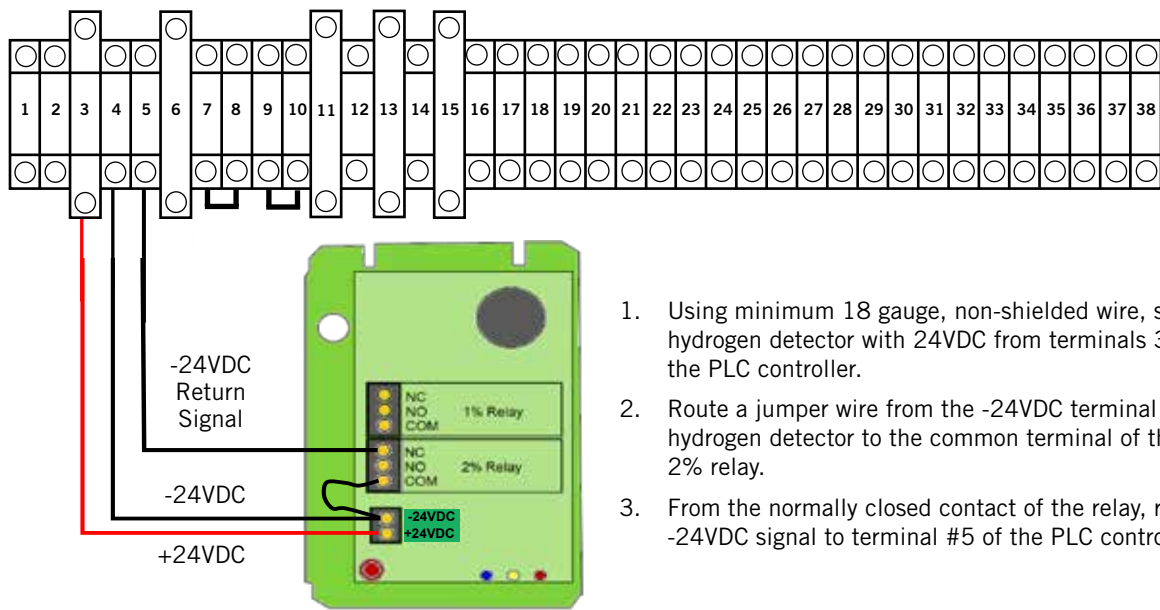 1 2 3 4 5 6 7 8 9 10 11 12 13 14 15 16 17 18 19 20 21 22 23 24 25 26 27 28 29 30 31 32 33 34 35 36 37 38
-24VDC
Return
Signal
-24VDC
+24VDC
NC
NO 1% Relay
COM
NC
NO 2% Relay
COM
-24VDC
+24VDC
1. Using minimum 18 gauge, non-shielded wire,
hydrogen detector with 24VDC from terminals
the PLC controller.
2. Route a jumper wire from the -24VDC terminal
hydrogen detector to the common terminal of
2% relay.
3. From the normally closed contact of the relay,
-24VDC signal to terminal #5 of the PLC